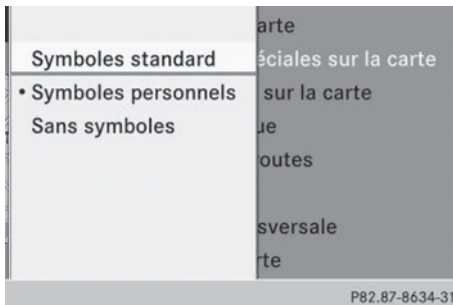 arte
Symboles standard éciales sur la carte
• Symboles personnels sur la carte
Sans symboles ue
outes
sversale
rte
P82.87-8634-31